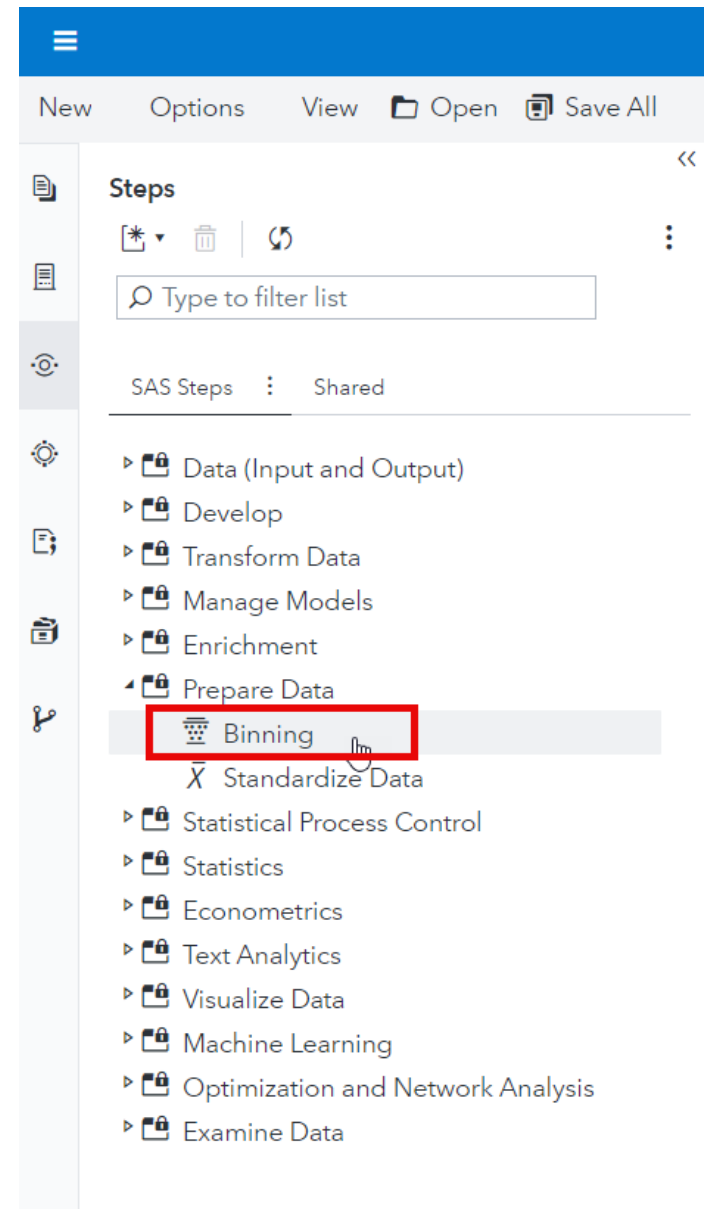 New Options View Open Save All
Steps
Type to filter list
SAS Steps Shared
Data (Input and Output)
Develop
Transform Data
Manage Models
Enrichment
Prepare Data
Binning
X̄ Standardize Data
Statistical Process Control
Statistics
Econometrics
Text Analytics
Visualize Data
Machine Learning
Optimization and Network Analysis
Examine Data